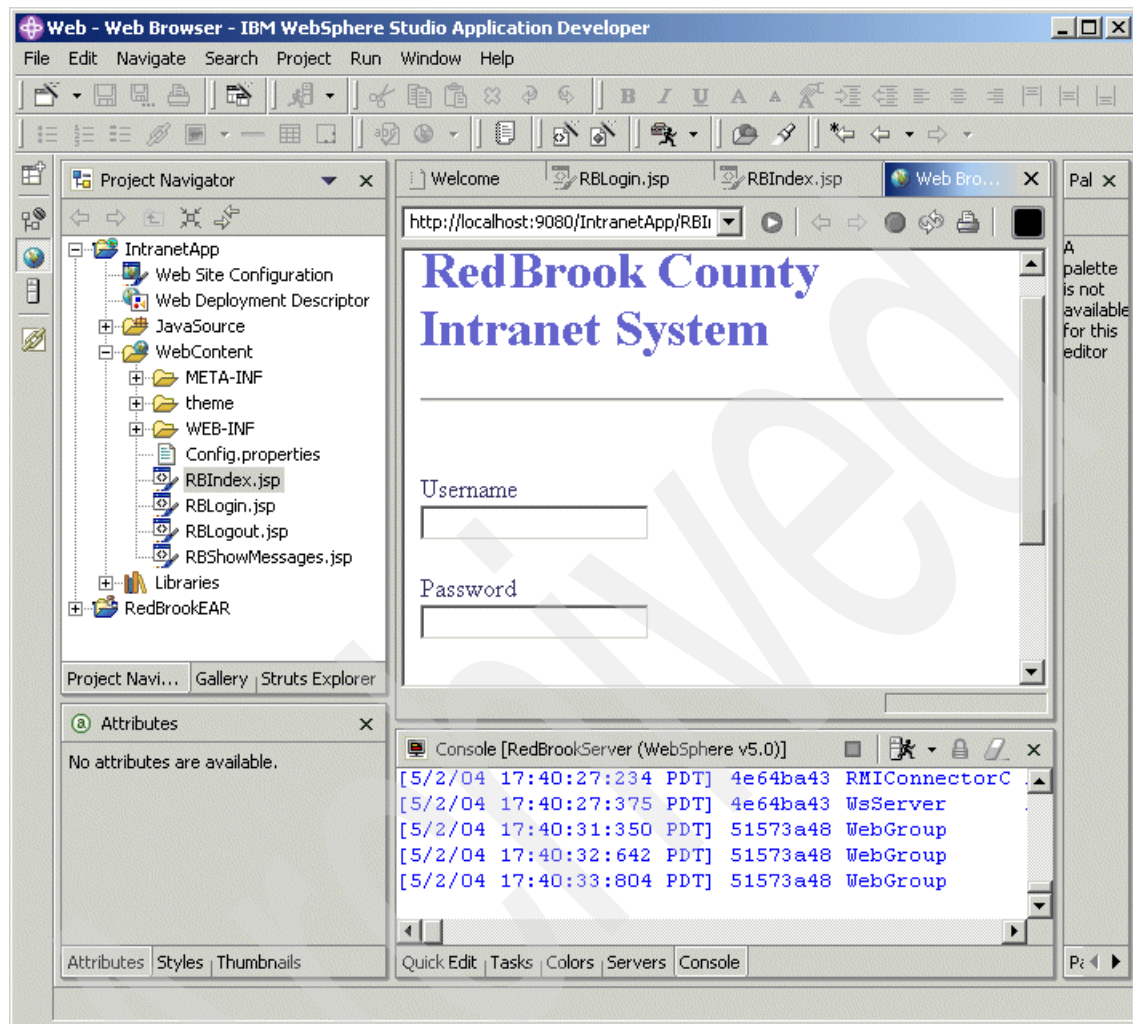 Web - Web Browser - IBM WebSphere Studio Application Developer
File Edit Navigate Search Project Run Window Help
Project Navigator
IntranetApp
Web Site Configuration
Web Deployment Descriptor
JavaSource
WebContent
META-INF
theme
WEB-INF
Config.properties
RBIndex.jsp
RBLogin.jsp
RBLogout.jsp
RBShowMessages.jsp
Libraries
RedBrookEAR
Project Navi... Gallery Struts Explorer
Attributes
No attributes are available.
Attributes Styles Thumbnails
Welcome RBLogin.jsp RBIndex.jsp Web Bro...
http://localhost:9080/IntranetApp/RBI
RedBrook County
Intranet System
Username
Password
Console [RedBrookServer (WebSphere v5.0)]
[5/2/04 17:40:27:234 PDT] 4e64ba43 RMIConnectorC
[5/2/04 17:40:27:375 PDT] 4e64ba43 WsServer
[5/2/04 17:40:31:350 PDT] 51573a48 WebGroup
[5/2/04 17:40:32:642 PDT] 51573a48 WebGroup
[5/2/04 17:40:33:804 PDT] 51573a48 WebGroup
Quick Edit Tasks Colors Servers Console
Pal
A
palette
is not
available
for this
editor